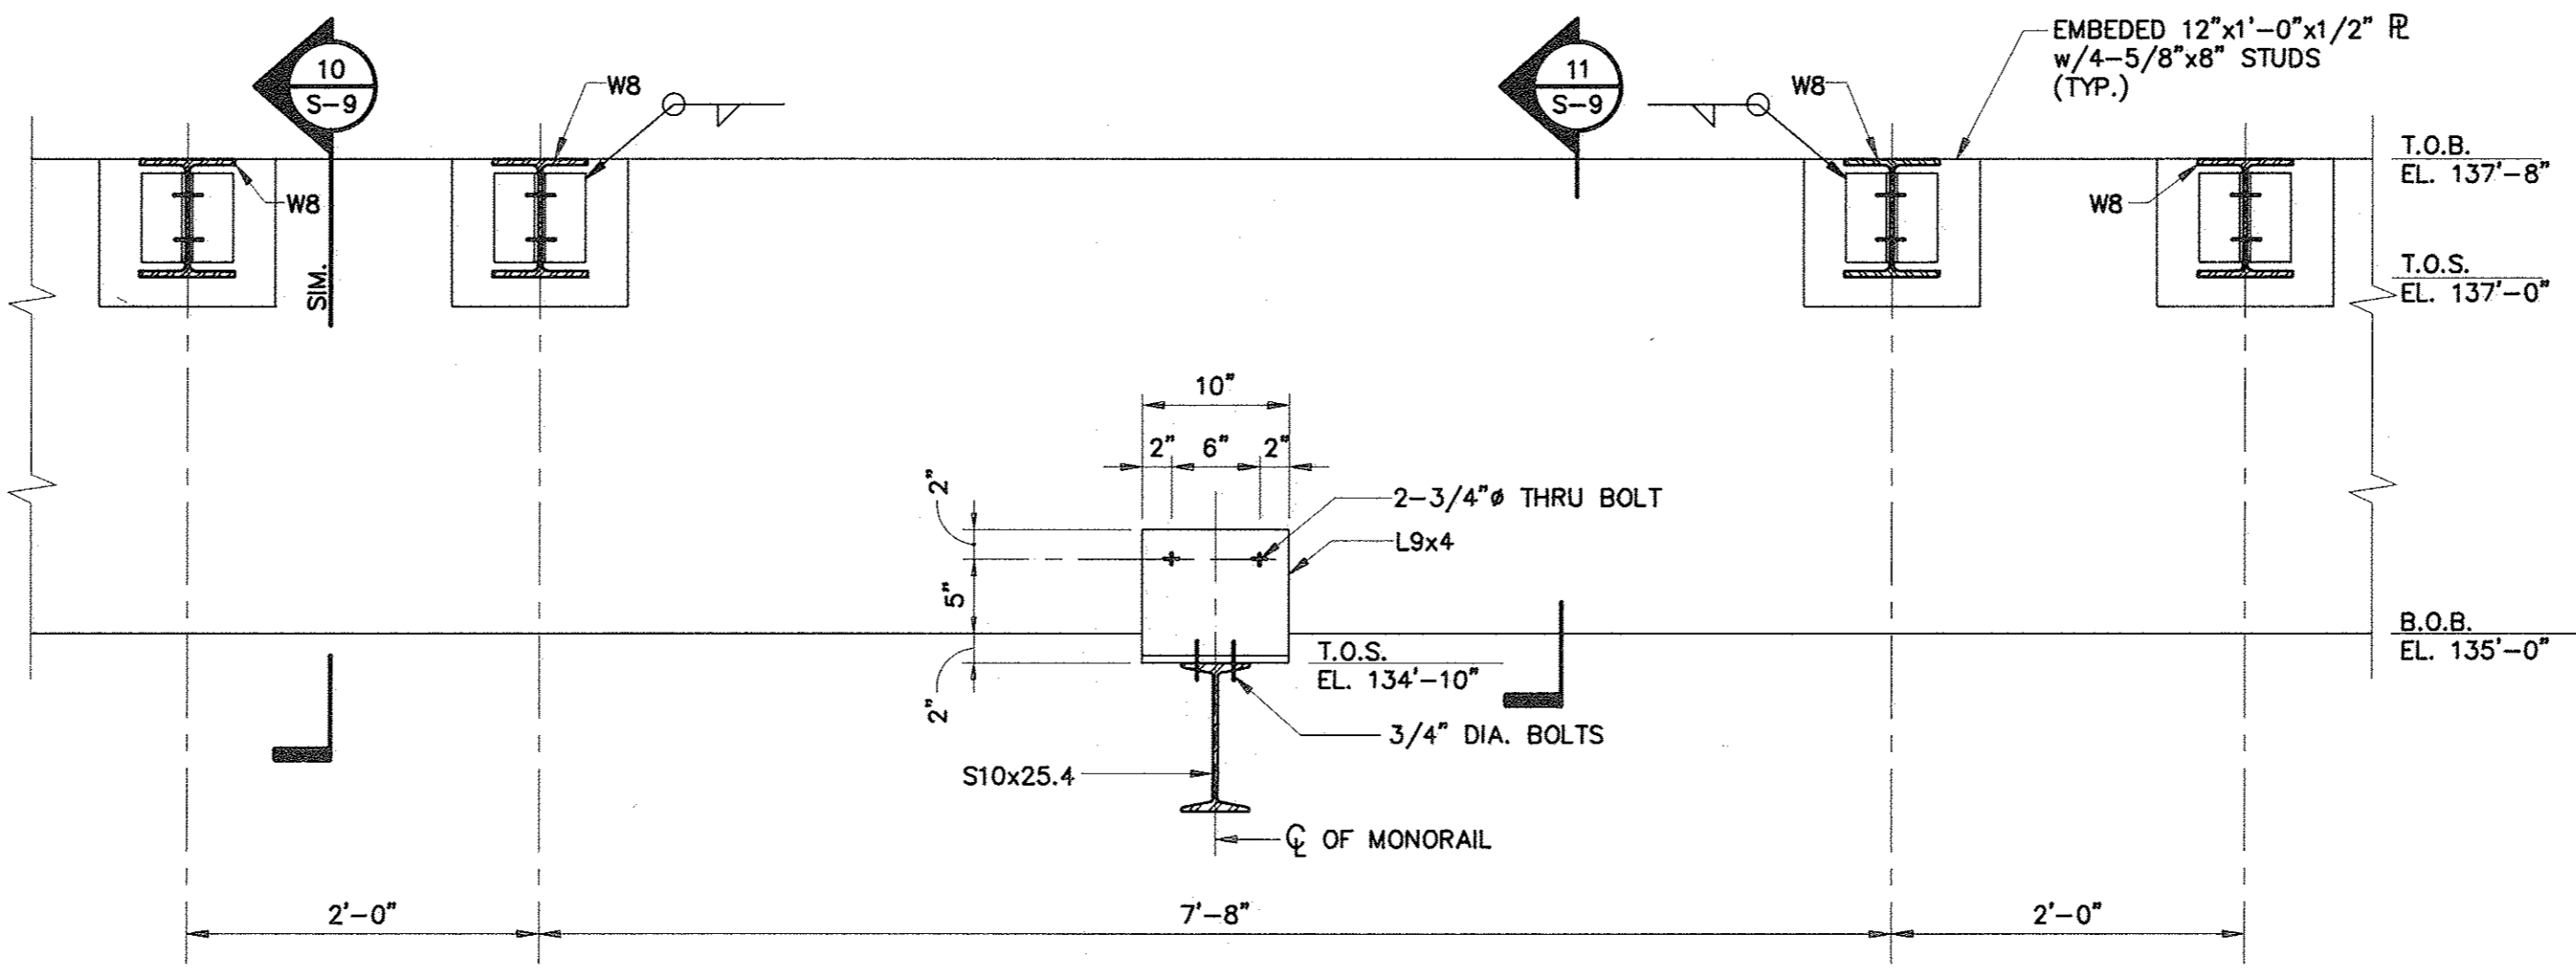 10
S-9
W8
11
S-9
W8
EMBEDED 12"x1'-0"x1/2" ⅊
w/4-5/8"x8" STUDS
(TYP.)
T.O.B.
EL. 137'-8"
W8
W8
SIM.
T.O.S.
EL. 137'-0"
10"
2"
6"
2"
2"
2-3/4"ø THRU BOLT
L9x4
5"
B.O.B.
EL. 135'-0"
T.O.S.
EL. 134'-10"
2"
3/4" DIA. BOLTS
S10x25.4
℄ OF MONORAIL
2'-0"
7'-8"
2'-0"